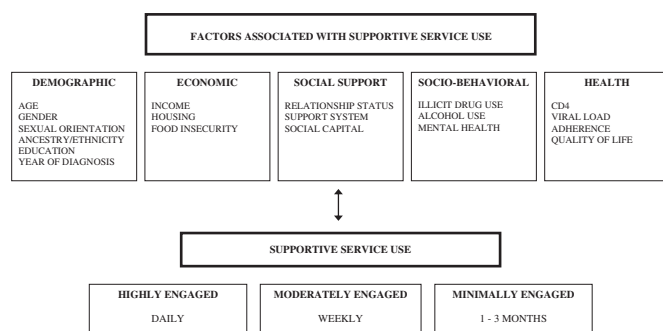 FACTORS ASSOCIATED WITH SUPPORTIVE SERVICE USE
DEMOGRAPHIC
AGE
GENDER
SEXUAL ORIENTATION
ANCESTRY/ETHNICITY
EDUCATION
YEAR OF DIAGNOSIS
ECONOMIC
INCOME
HOUSING
FOOD INSECURITY
SOCIAL SUPPORT
RELATIONSHIP STATUS
SUPPORT SYSTEM
SOCIAL CAPITAL
SOCIO-BEHAVIORAL
ILLICIT DRUG USE
ALCOHOL USE
MENTAL HEALTH
HEALTH
CD4
VIRAL LOAD
ADHERENCE
QUALITY OF LIFE
SUPPORTIVE SERVICE USE
HIGHLY ENGAGED
DAILY
MODERATELY ENGAGED
WEEKLY
MINIMALLY ENGAGED
1 - 3 MONTHS